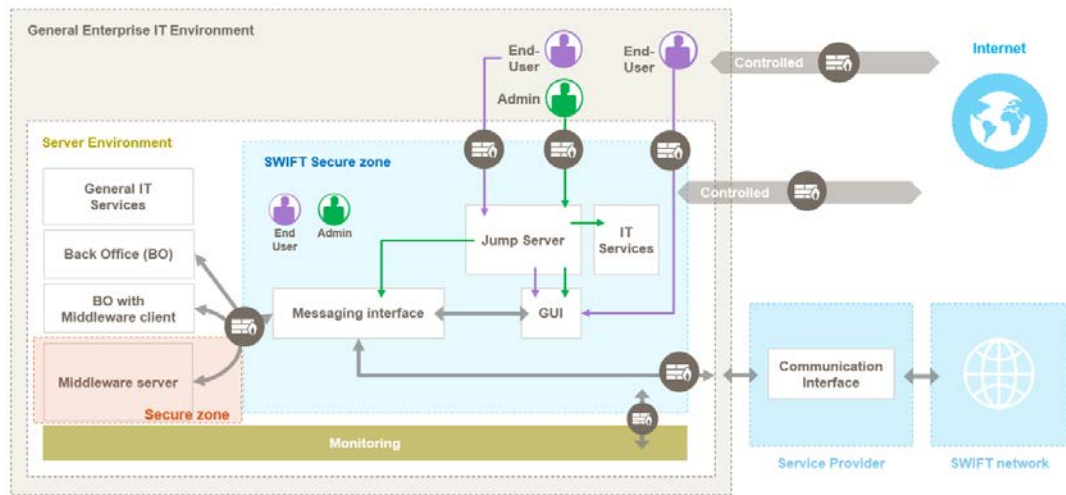 General Enterprise IT Environment
End-
User
End-
User
Controlled
Internet
Admin
Server Environment
SWIFT Secure zone
General IT
Services
Controlled
End
User
Admin
Jump Server
IT
Services
Back Office (BO)
BO with
Middleware client
Messaging interface
GUI
Middleware server
Secure zone
Communication
Interface
Monitoring
Service Provider
SWIFT network